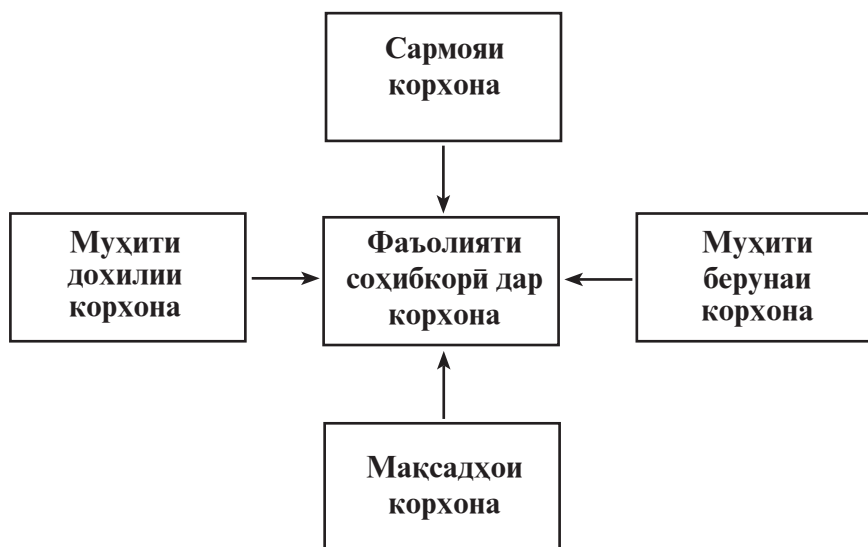 Сармояи
корхона
Муҳити
дохилии
корхона
Фаъолияти
соҳибкорӣ дар
корхона
Муҳити
берунаи
корхона
Мақсадҳои
корхона